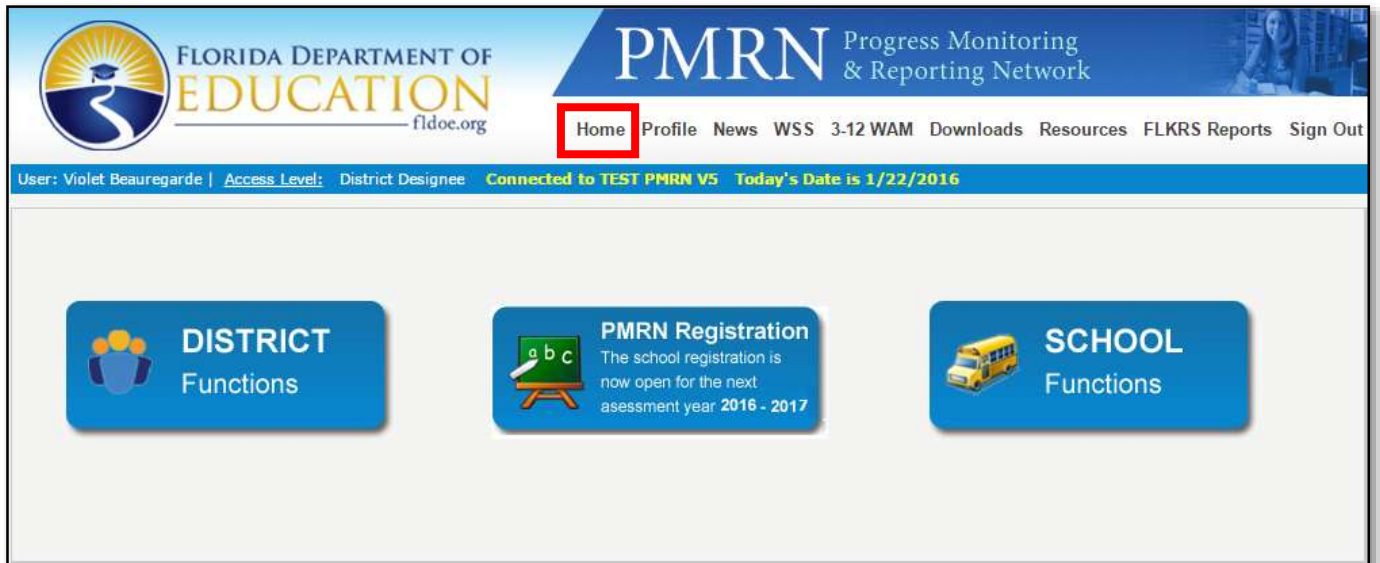 FLORIDA DEPARTMENT OF
EDUCATION
fldoe.org
PMRN Progress Monitoring
& Reporting Network
Home Profile News WSS 3-12 WAM Downloads Resources FLKRS Reports Sign Out
User: Violet Beauregarde | Access Level: District Designee Connected to TEST PMRN V5 Today's Date is 1/22/2016
DISTRICT
Functions
a b c
PMRN Registration
The school registration is
now open for the next
asessment year 2016 - 2017
SCHOOL
Functions